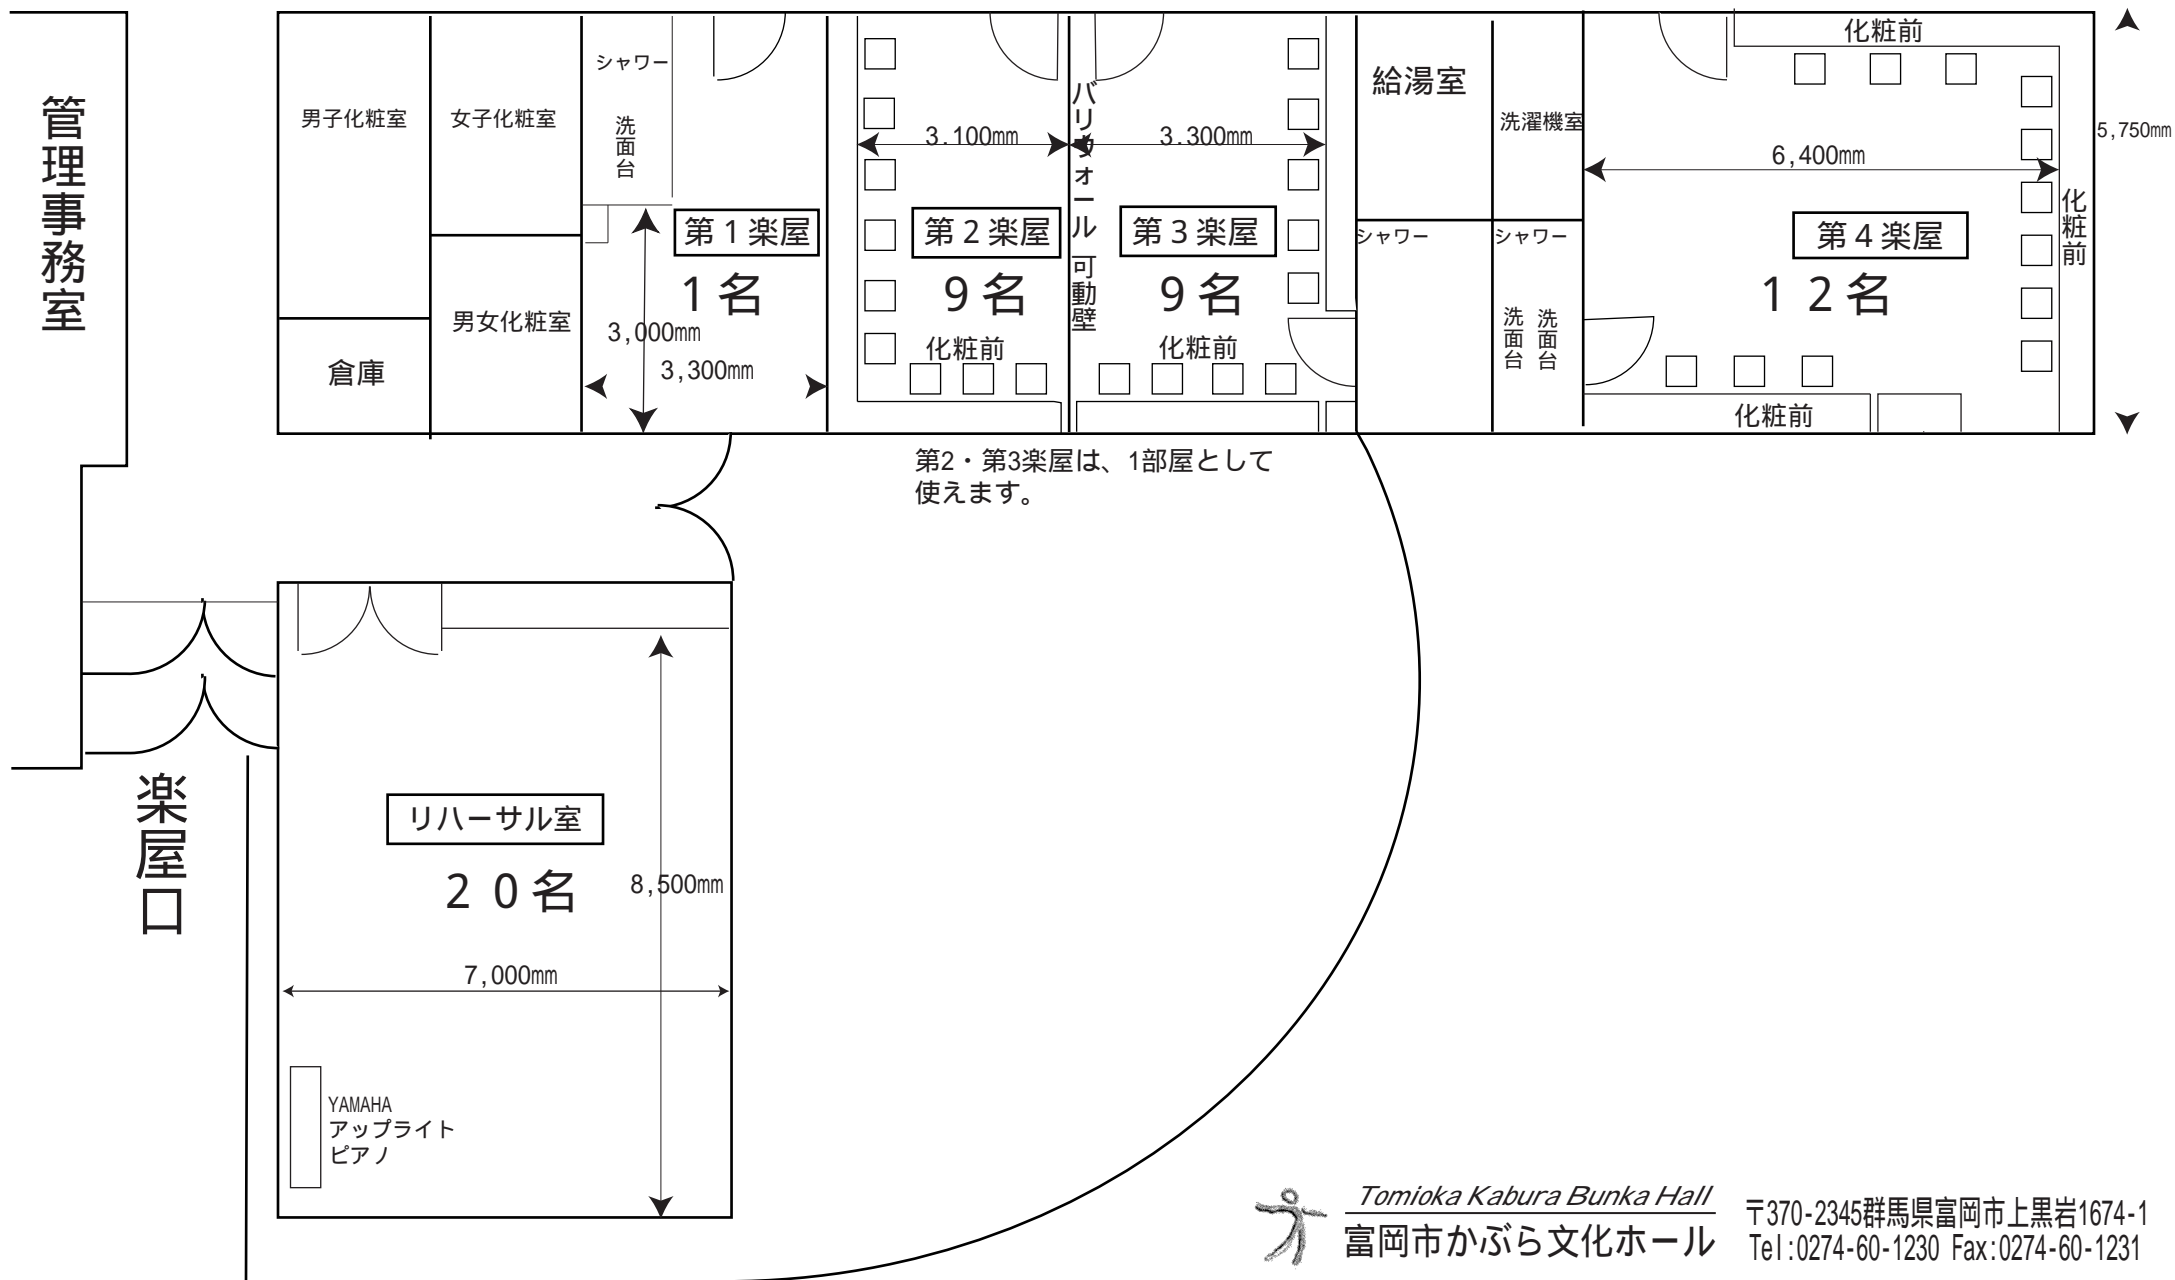 管理事務室
男子化粧室
倉庫
女子化粧室
男女化粧室
シャワー
洗面台
第１楽屋
１名
3,000㎜
3,300㎜
3.100㎜
第２楽屋
９名
化粧前
バリウォール 可動壁
3.300㎜
第３楽屋
９名
化粧前
第2・第3楽屋は、1部屋として
使えます。
給湯室
洗濯機室
シャワー
シャワー
洗面台
洗面台
化粧前
6,400㎜
第４楽屋
１２名
化粧前
化粧前
5,750㎜
楽屋口
リハーサル室
２０名
8,500㎜
7,000㎜
YAMAHA
アップライト
ピアノ
Tomioka Kabura Bunka Hall
富岡市かぶら文化ホール
〒370-2345群馬県富岡市上黒岩1674-1
Tel:0274-60-1230 Fax:0274-60-1231